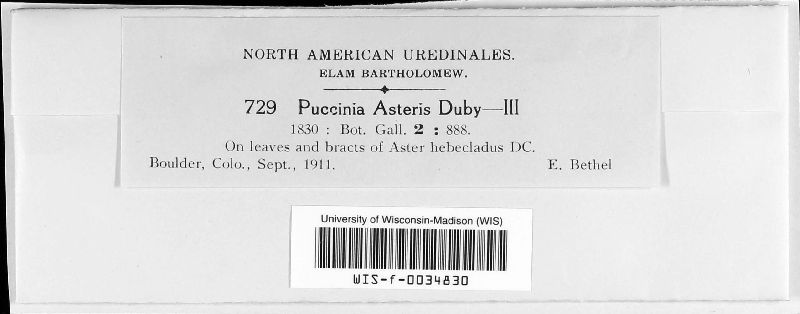 NORTH AMERICAN UREDINALES.
ELAM BARTHOLOMEW.
729 Puccinia Asteris Duby—III
1830 : Bot. Gall. 2 : 888.
On leaves and bracts of Aster hebecladus DC.
Boulder, Colo., Sept., 1911. E. Bethel
University of Wisconsin-Madison (WIS)
WIS-f-0034830